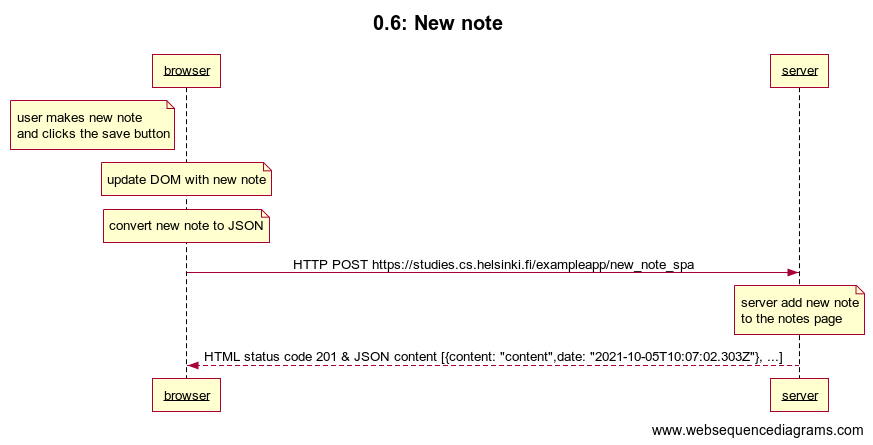 0.6: New note
browser
server
user makes new note
and clicks the save button
update DOM with new note
convert new note to JSON
HTTP POST https://studies.cs.helsinki.fi/exampleapp/new_note_spa
server add new note
to the notes page
HTML status code 201 & JSON content [{content: "content",date: "2021-10-05T10:07:02.303Z"}, ...]
browser
server
www.websequencediagrams.com